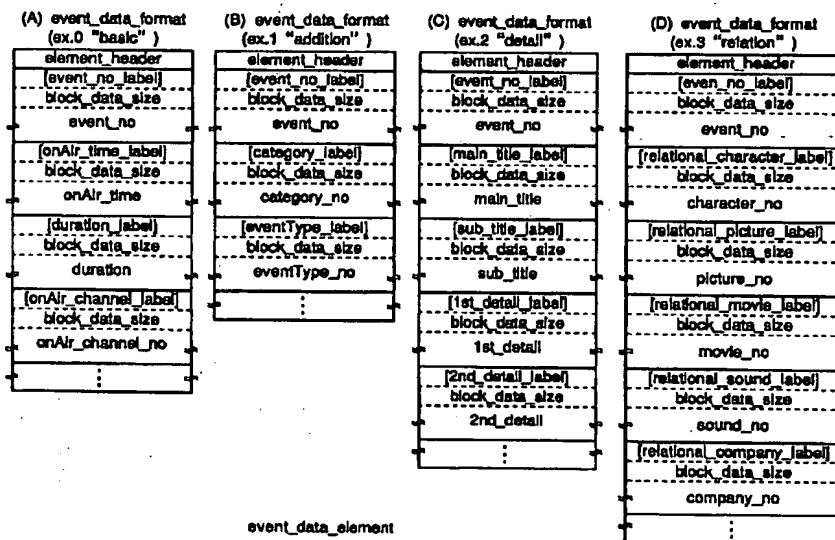 (A) event_data_format
(ex.0 "basic" )
element_header
[event_no_label]
block_data_size
event_no
[onAir_time_label]
block_data_size
onAir_time
[duration_label]
block_data_size
duration
[onAir_channel_label]
block_data_size
onAir_channel_no
⋮
(B) event_data_format
(ex.1 "addition" )
element_header
[event_no_label]
block_data_size
event_no
[category_label]
block_data_size
category_no
[eventType_label]
block_data_size
eventType_no
⋮
(C) event_data_format
(ex.2 "detail" )
element_header
[event_no_label]
block_data_size
event_no
[main_title_label]
block_data_size
main_title
[sub_title_label]
block_data_size
sub_title
[1st_detail_label]
block_data_size
1st_detail
[2nd_detail_label]
block_data_size
2nd_detail
⋮
(D) event_data_format
(ex.3 "relation" )
element_header
[even_no_label]
block_data_size
event_no
[relational_character_label]
block_data_size
character_no
[relational_picture_label]
block_data_size
picture_no
[relational_movie_label]
block_data_size
movie_no
[relational_sound_label]
block_data_size
sound_no
[relational_company_label]
block_data_size
company_no
⋮
event_data_element